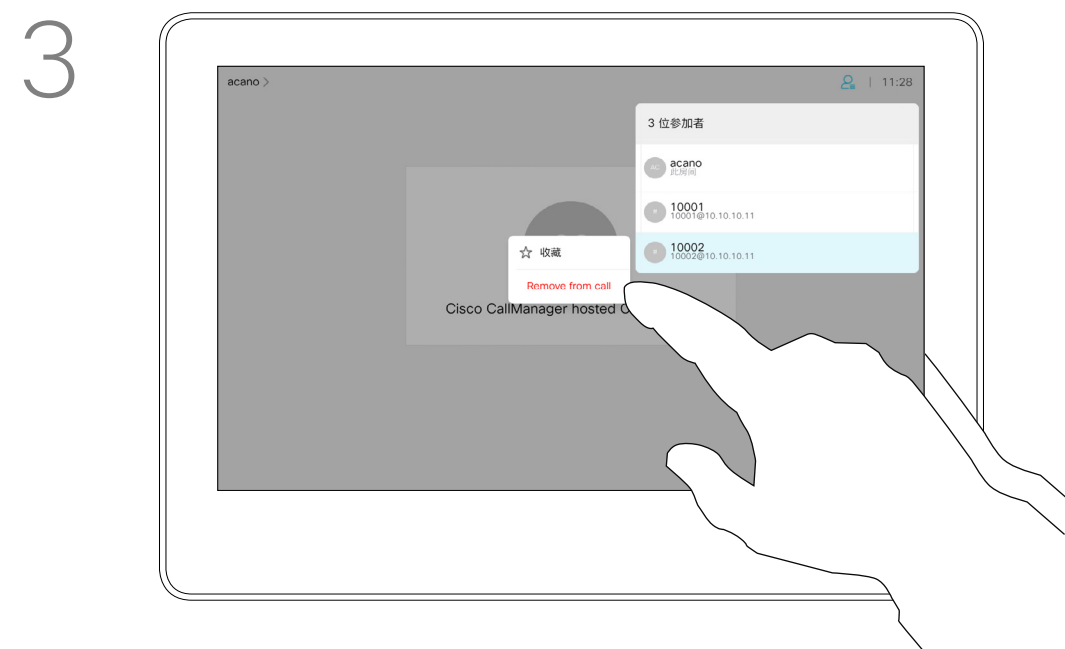 3
acano >
11:28
3 位参加者
AC
acano
此房间
10001
10001@10.10.10.11
10002
10002@10.10.10.11
☆ 收藏
Remove from call
Cisco CallManager hosted C